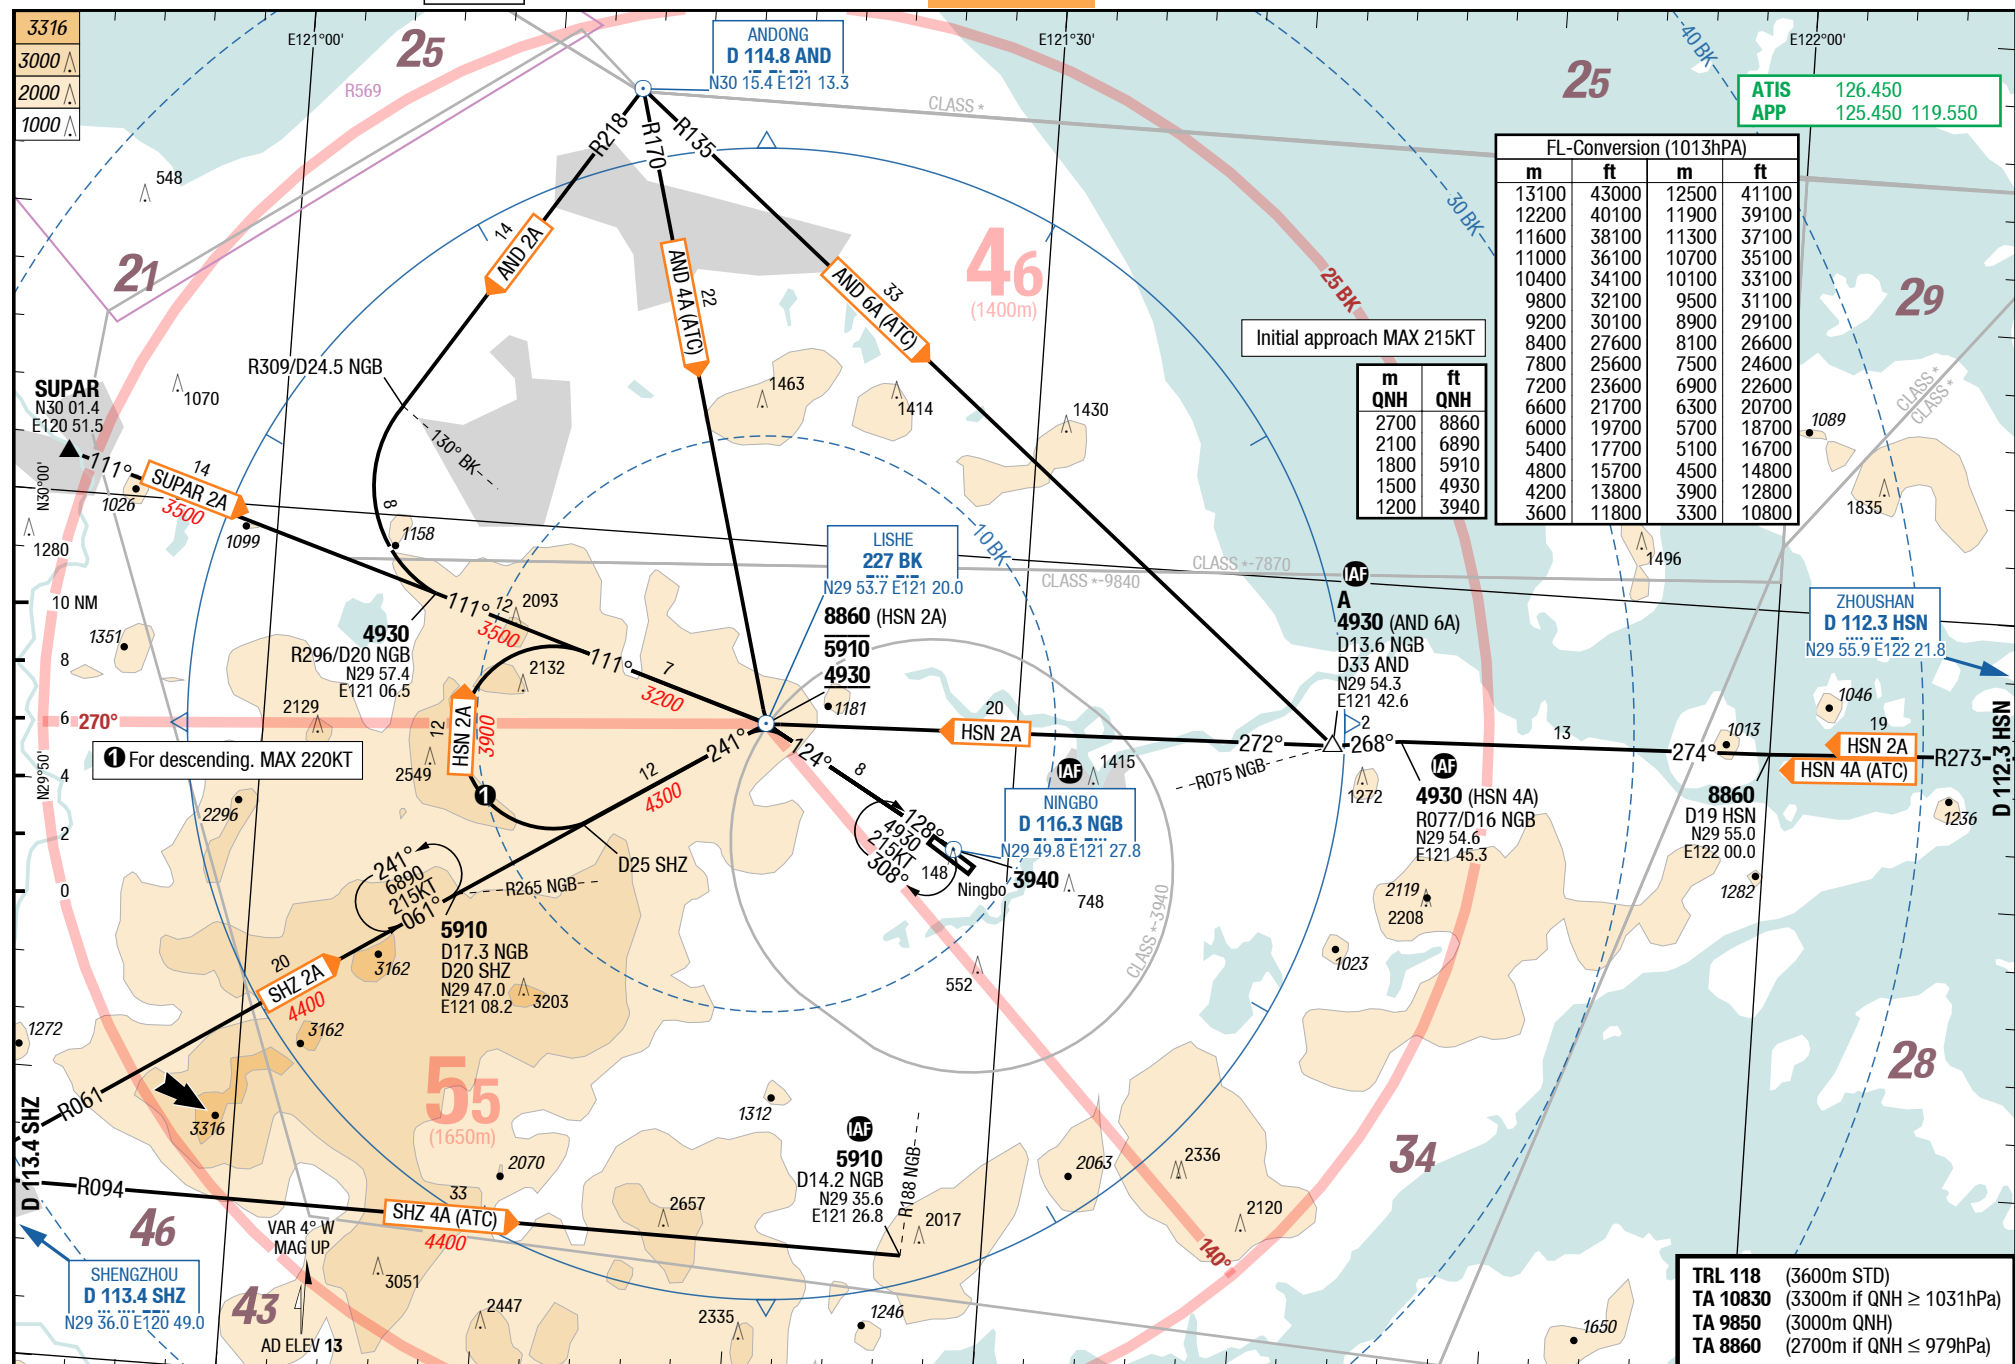 3316
3000
2000
1000
E121°00'
25
R569
ANDONG
D 114.8 AND
N30 15.4 E121 13.3
E121°30'
CLASS *
40 BK
25
E122°00'
ATIS 126.450
APP 125.450 119.550
FL-Conversion (1013hPA)
m ft m ft
13100 43000 12500 41100
12200 40100 11900 39100
11600 38100 11300 37100
11000 36100 10700 35100
10400 34100 10100 33100
9800 32100 9500 31100
9200 30100 8900 29100
8400 27600 8100 26600
7800 25600 7500 24600
7200 23600 6900 22600
6600 21700 6300 20700
6000 19700 5700 18700
5400 17700 5100 16700
4800 15700 4500 14800
4200 13800 3900 12800
3600 11800 3300 10800
548
R218
R170
R135
30 BK
21
14
AND 2A
AND 4A (ATC)
22
AND 6A (ATC)
33
46
(1400m)
25 BK
29
Initial approach MAX 215KT
m ft
QNH QNH
2700 8860
2100 6890
1800 5910
1500 4930
1200 3940
R309/D24.5 NGB
SUPAR
N30 01.4
E120 51.5
1070
1463
1414
1430
CLASS *
CLASS *
1089
130° BK
111°
14
SUPAR 2A
3500
N30°00'
1026
1099
1280
8
1158
10 BK
1835
LISHE
227 BK
N29 53.7 E121 20.0
CLASS *-9840
CLASS *-7870
1496
IAF
A
4930 (AND 6A)
D13.6 NGB
D33 AND
N29 54.3
E121 42.6
ZHOUSHAN
D 112.3 HSN
N29 55.9 E122 21.8
10 NM
8
6
4
2
0
1351
111°
12
3500
2093
8860 (HSN 2A)
5910
4930
4930
R296/D20 NGB
N29 57.4
E121 06.5
2132
111°
7
3200
1181
2129
270°
HSN 2A
12
3900
20
HSN 2A
272°
2
268°
13
274°
1013
1046
19
HSN 2A
HSN 4A (ATC)
R273
D 112.3 HSN
1 For descending. MAX 220KT
N29°50'
2549
1
241°
12
4300
124°
8
IAF
1415
R075 NGB
1272
IAF
4930 (HSN 4A)
R077/D16 NGB
N29 54.6
E121 45.3
8860
D19 HSN
N29 55.0
E122 00.0
1236
2296
NINGBO
D 116.3 NGB
N29 49.8 E121 27.8
128°
4930
215KT
308°
148
Ningbo
3940
748
D25 SHZ
241°
6890
215KT
061°
R265 NGB
5910
D17.3 NGB
D20 SHZ
N29 47.0
E121 08.2
2119
2208
1282
CLASS *-3940
20
SHZ 2A
4400
3162
3203
552
1023
1272
3162
28
R061
3316
55
(1650m)
1312
D 113.4 SHZ
IAF
5910
D14.2 NGB
N29 35.6
E121 26.8
R188 NGB
2063
2336
34
2070
R094
33
SHZ 4A (ATC)
4400
2657
2017
2120
46
VAR 4° W
MAG UP
140°
SHENGZHOU
D 113.4 SHZ
N29 36.0 E120 49.0
43
3051
2447
2335
1246
1650
AD ELEV 13
TRL 118 (3600m STD)
TA 10830 (3300m if QNH ≥ 1031hPa)
TA 9850 (3000m QNH)
TA 8860 (2700m if QNH ≤ 979hPa)